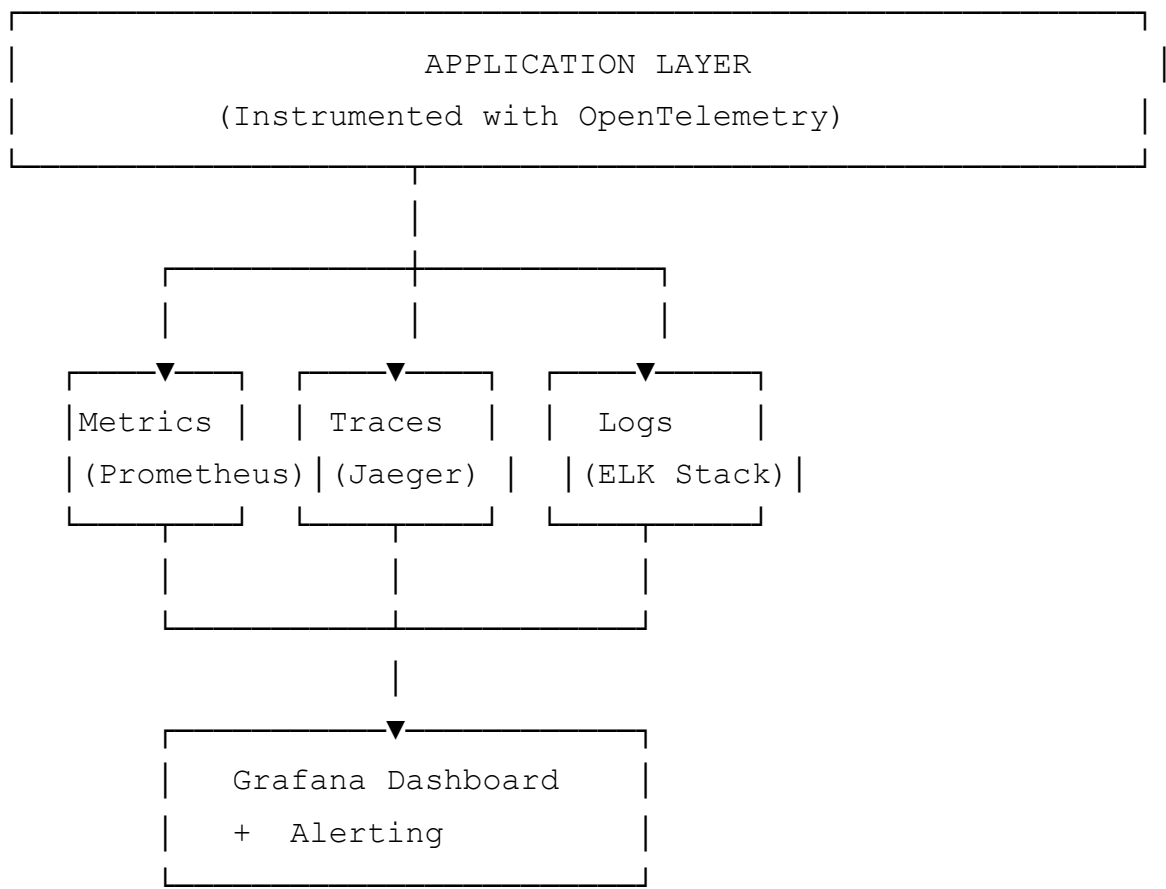 APPLICATION LAYER
(Instrumented with OpenTelemetry)
Metrics Traces Logs
(Prometheus) (Jaeger) (ELK Stack)
Grafana Dashboard
+ Alerting